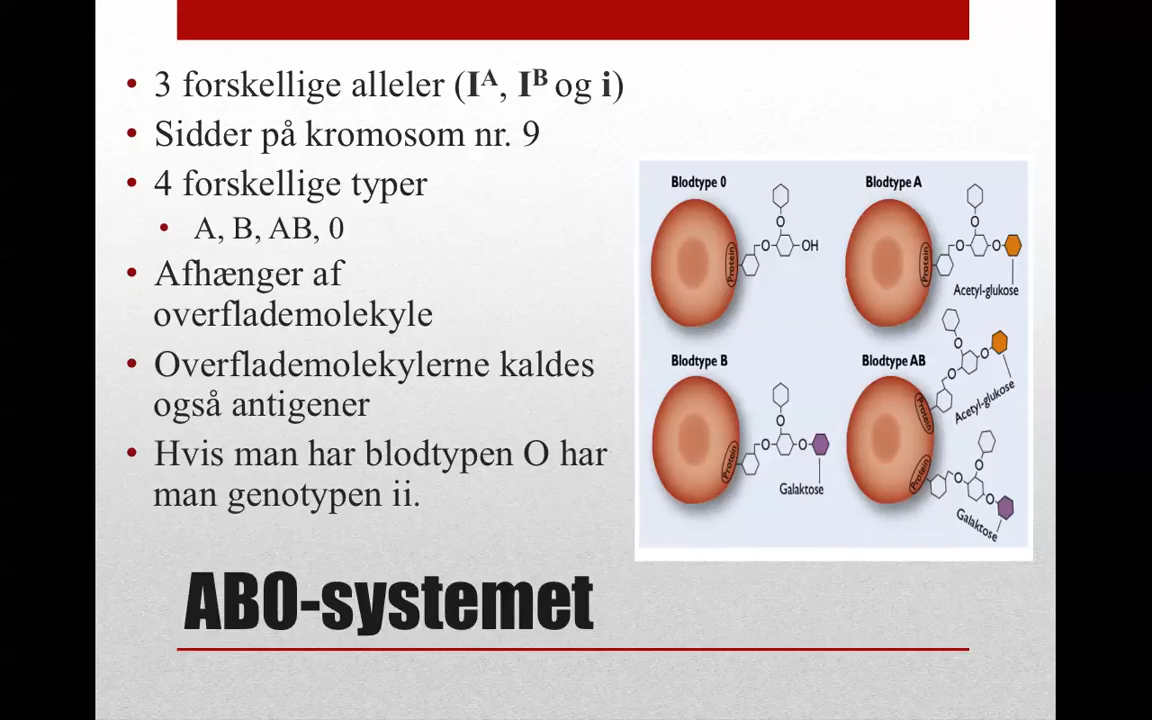 • 3 forskellige alleler (Iᴬ, Iᴮ og i)
• Sidder på kromosom nr. 9
• 4 forskellige typer
• A, B, AB, 0
• Afhænger af
overflademolekyle
• Overflademolekylerne kaldes
også antigener
• Hvis man har blodtypen O har
man genotypen ii.
Blodtype 0
Protein
O
O
OH
Blodtype A
Protein
O
O
O
Acetyl-glukose
Blodtype B
Protein
O
O
O
Galaktose
Blodtype AB
Protein
O
O
O
Acetyl-glukose
Protein
O
O
O
Galaktose
ABO-systemet